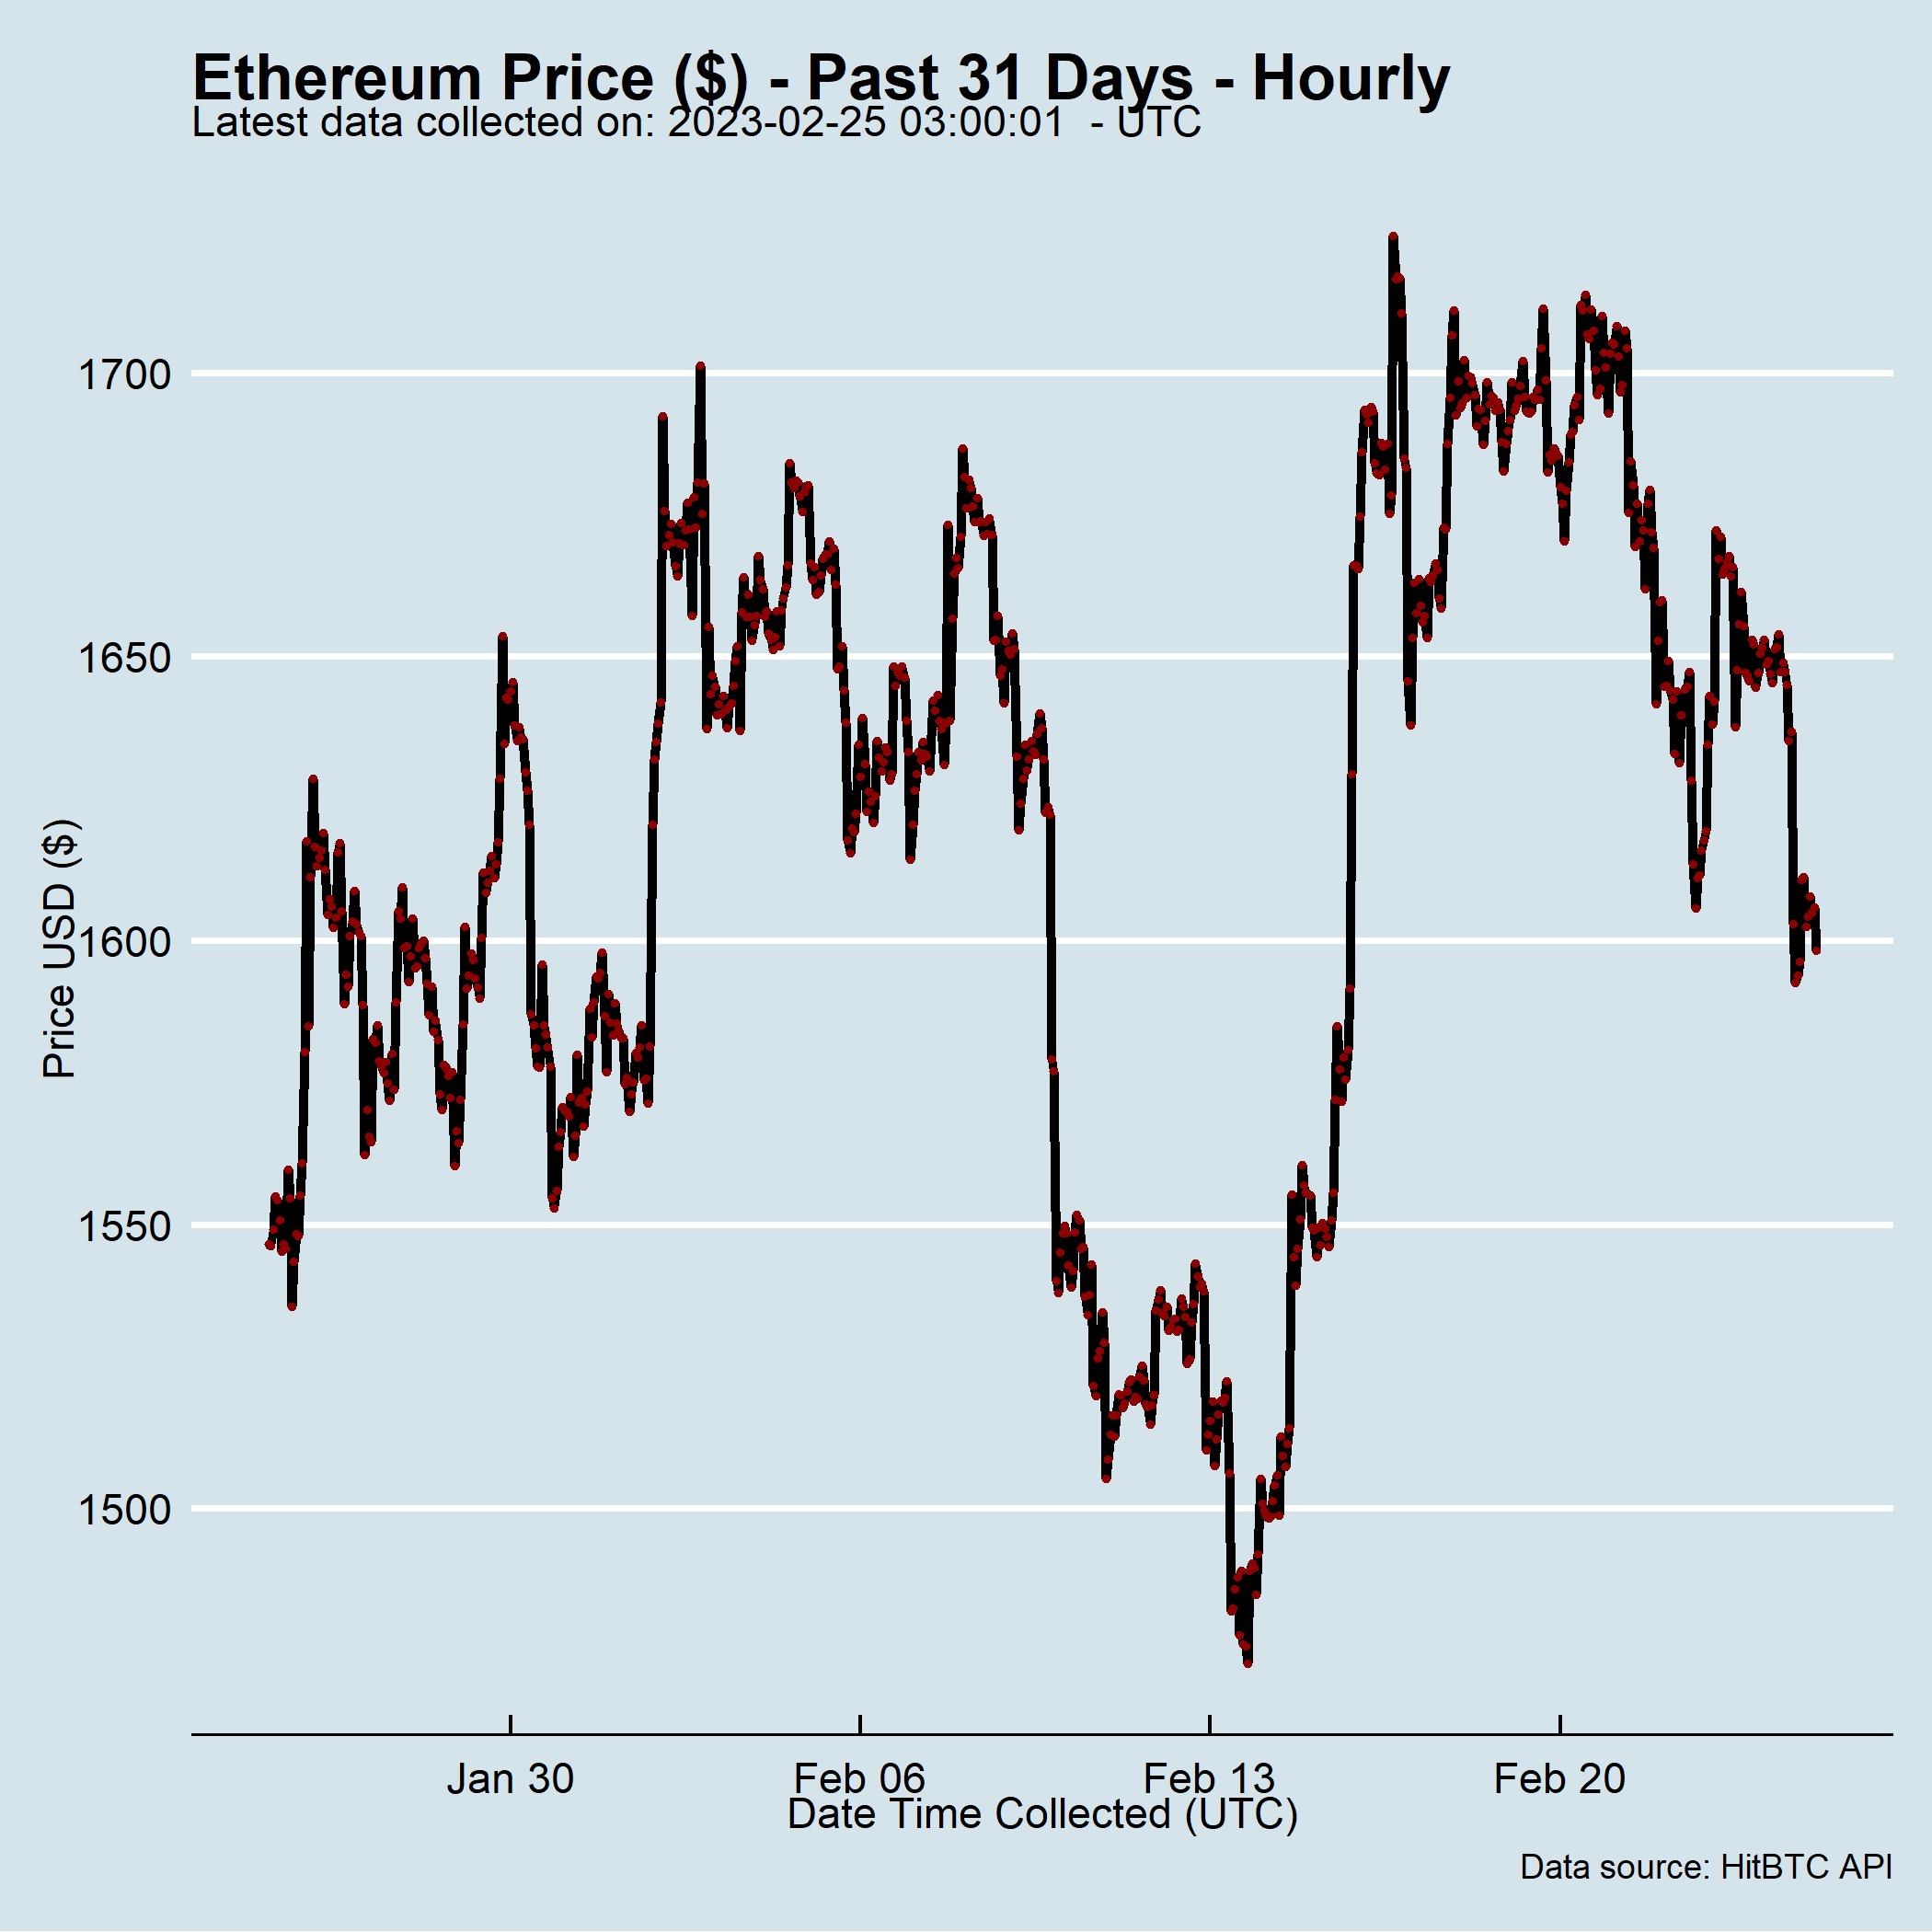 Ethereum Price ($) - Past 31 Days - Hourly
Latest data collected on: 2023-02-25 03:00:01  - UTC
1700
1650
1600
1550
1500
Price USD ($)
Jan 30
Feb 06
Feb 13
Feb 20
Date Time Collected (UTC)
Data source: HitBTC API